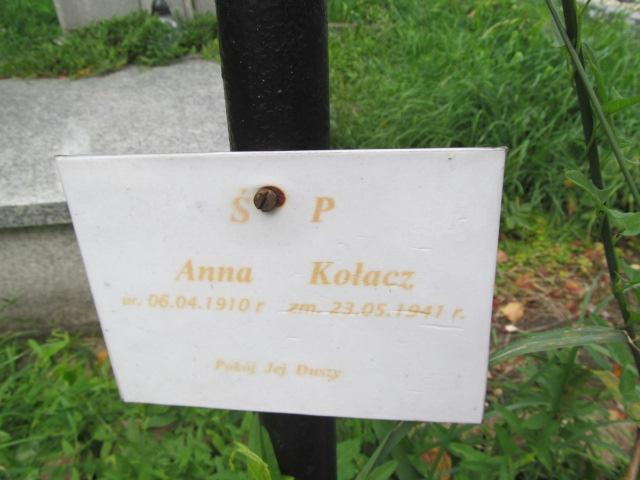 Ś P
Anna Kołacz
ur. 06.04.1910 r zm. 23.05.1941 r.
Pokój Jej Duszy